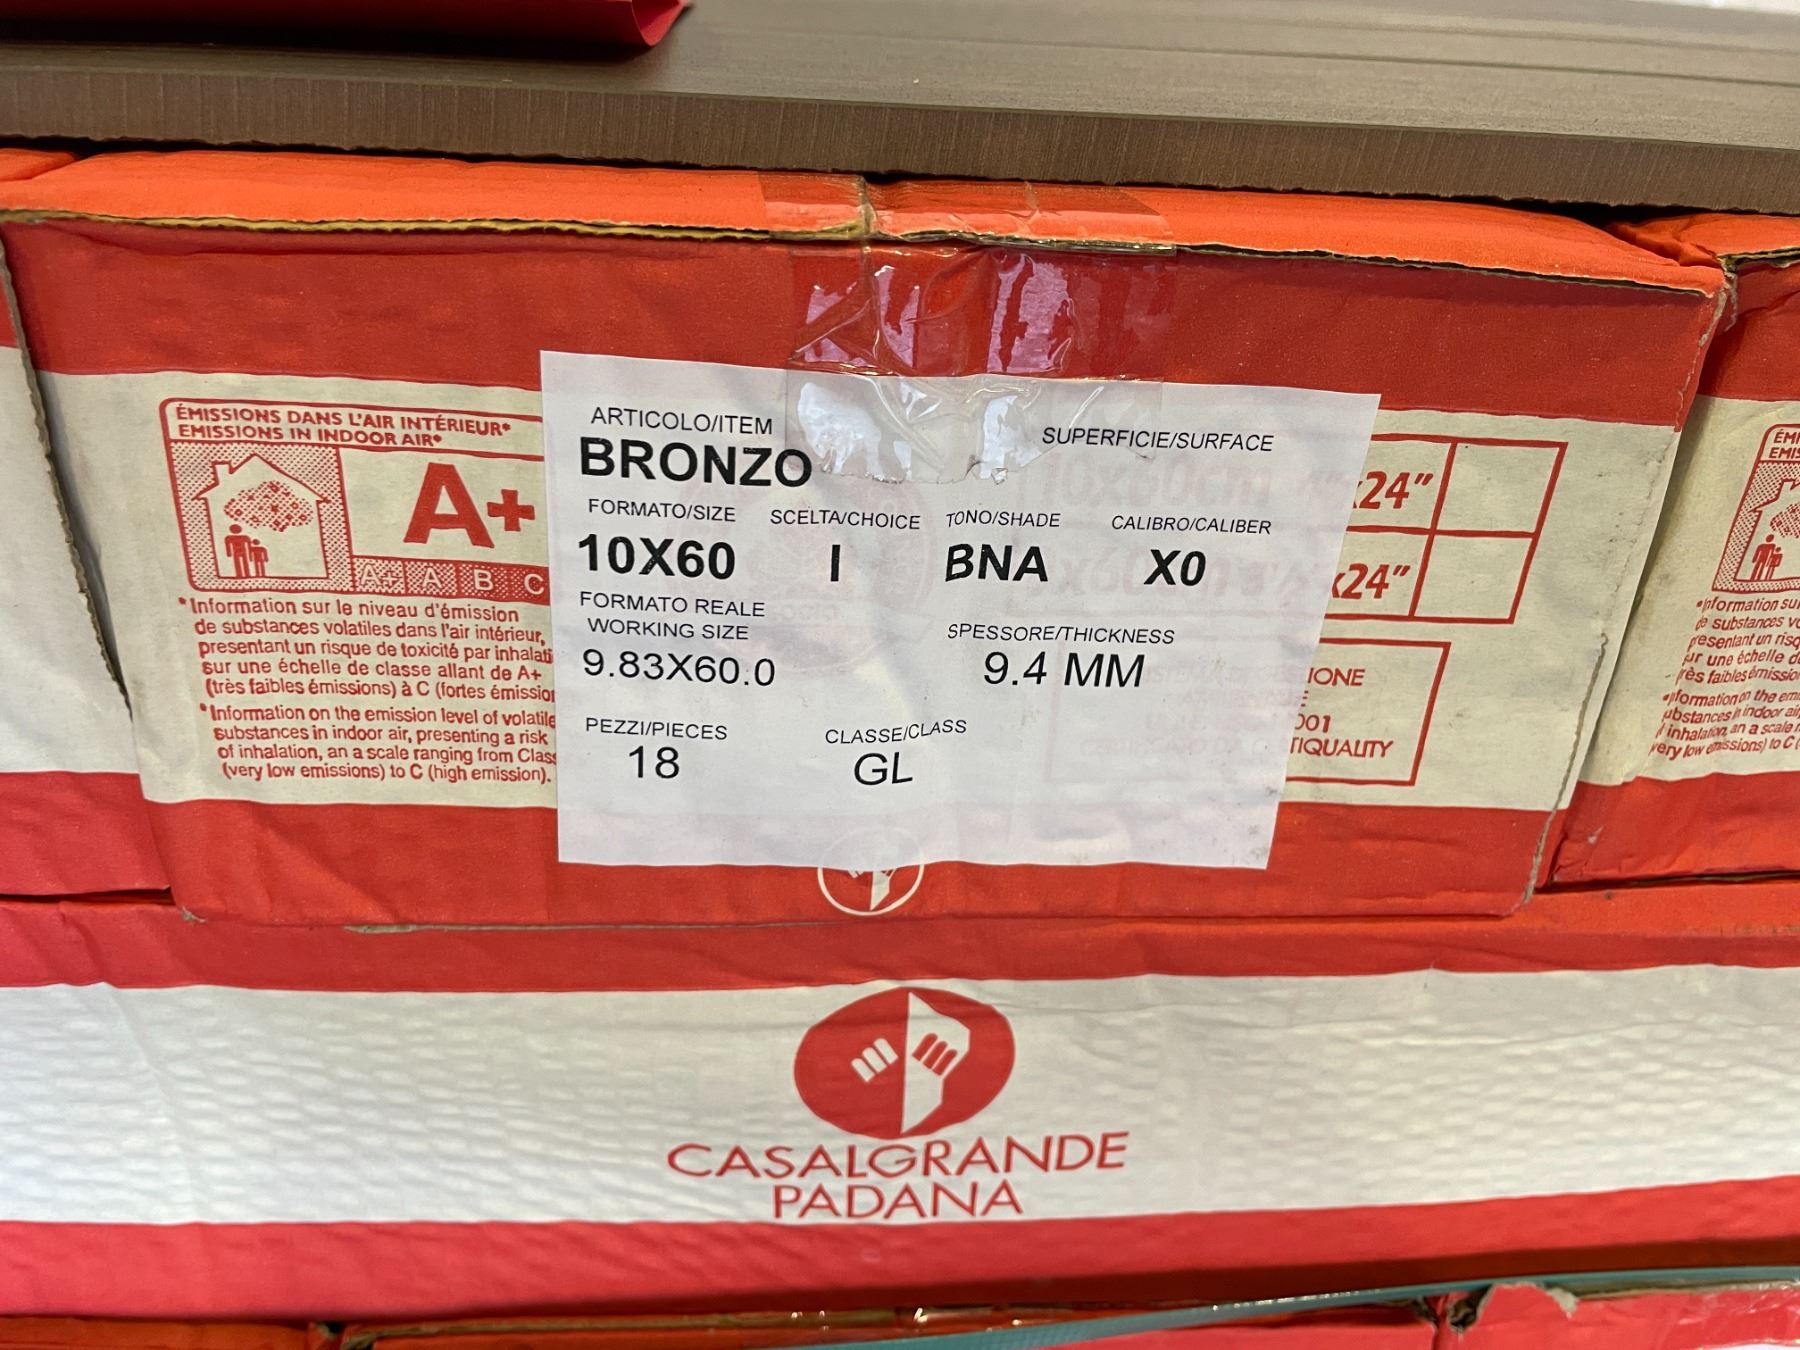 ÉMISSIONS DANS L'AIR INTÉRIEUR*
EMISSIONS IN INDOOR AIR*
A+
A+ A B C
*Information sur le niveau d'émission
de substances volatiles dans l'air intérieur,
presentant un risque de toxicité par inhalati
sur une échelle de classe allant de A+
(très faibles émissions) à C (fortes émission
*Information on the emission level of volatile
substances in indoor air, presenting a risk
of inhalation, an a scale ranging from Class
(very low emissions) to C (high emission).
ARTICOLO/ITEM
BRONZO
SUPERFICIE/SURFACE
FORMATO/SIZE SCELTA/CHOICE TONO/SHADE CALIBRO/CALIBER
10X60 I BNA X0
FORMATO REALE
WORKING SIZE
9.83X60.0
SPESSORE/THICKNESS
9.4 MM
PEZZI/PIECES
18
CLASSE/CLASS
GL
x24"
x24"
IONE
001
TIQUALITY
CASALGRANDE
PADANA